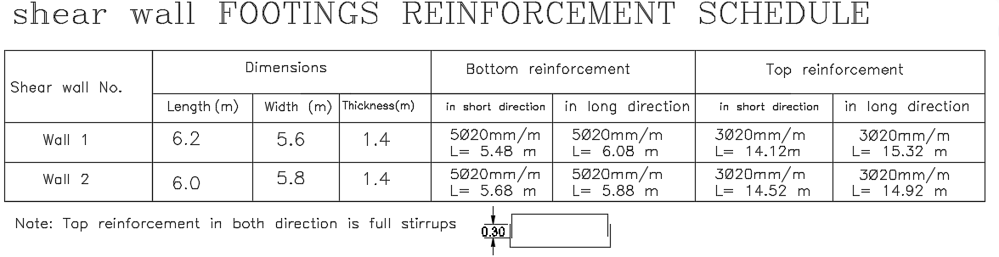 shear wall FOOTINGS REINFORCEMENT SCHEDULE
Shear wall No. Dimensions Bottom reinforcement Top reinforcement
Length (m) Width (m) Thickness(m) in short direction in long direction in short direction in long direction
Wall 1 6.2 5.6 1.4 5Ø20mm/m 5Ø20mm/m 3Ø20mm/m 3Ø20mm/m
L= 5.48 m L= 6.08 m L= 14.12m L= 15.32 m
Wall 2 6.0 5.8 1.4 5Ø20mm/m 5Ø20mm/m 3Ø20mm/m 3Ø20mm/m
L= 5.68 m L= 5.88 m L= 14.52 m L= 14.92 m
Note: Top reinforcement in both direction is full stirrups 0.30